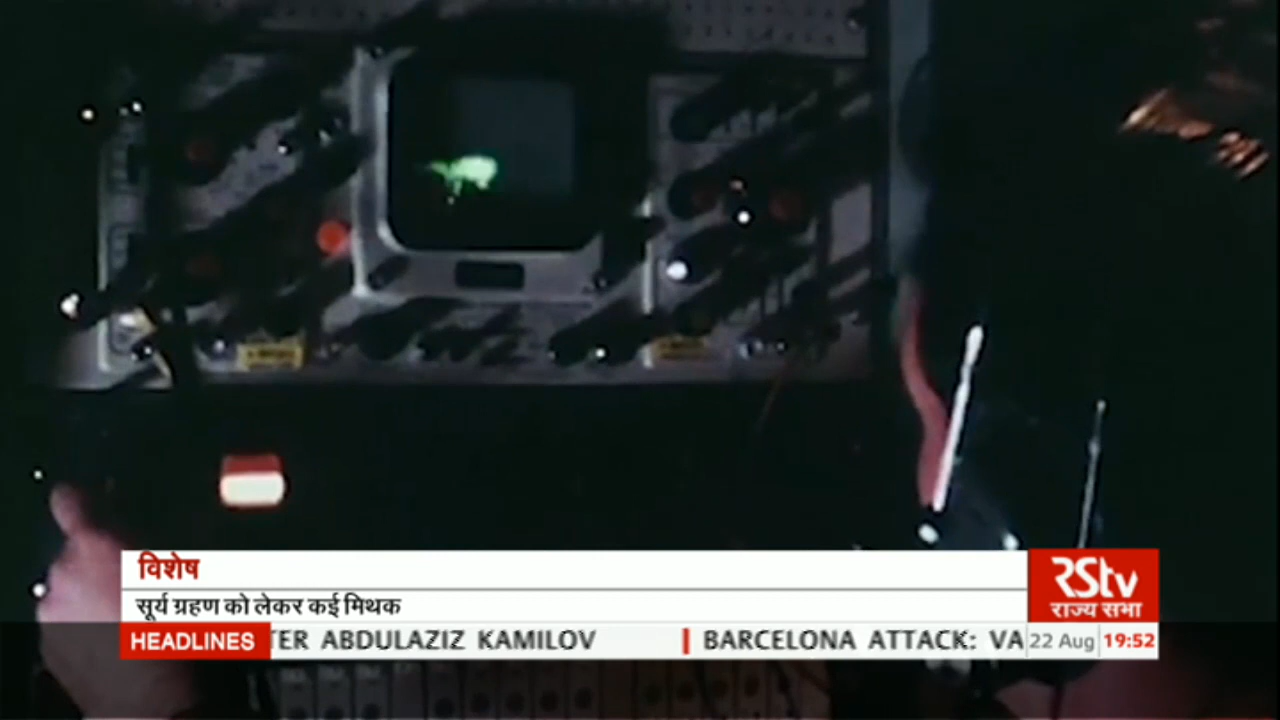 विशेष
सूर्य ग्रहण को लेकर कई मिथक
RStv
राज्य सभा
HEADLINES TER ABDULAZIZ KAMILOV | BARCELONA ATTACK: VA 22 Aug 19:52